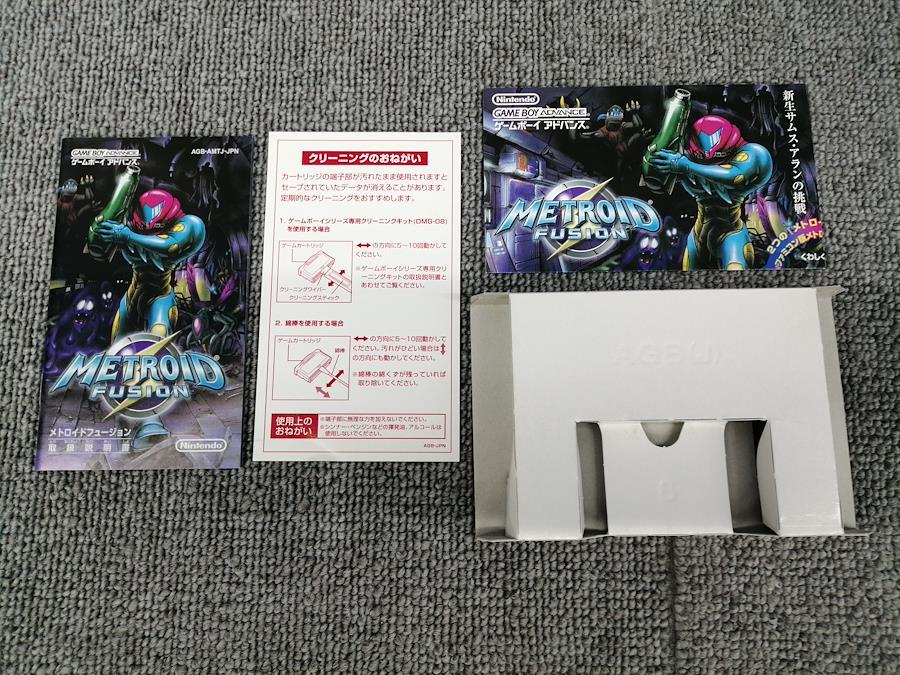 GAME BOY ADVANCE
ゲームボーイ アドバンス
AGB-AMTJ-JPN
METROID
FUSION
メトロイドフュージョン
取扱説明書
Nintendo
クリーニングのおねがい
カートリッジの端子部が汚れたまま使用されますと
セーブされていたデータが消えることがあります。
定期的なクリーニングをおすすめします。
1. ゲームボーイシリーズ専用クリーニングキット(DMG-08)
を使用する場合
ゲームカートリッジ
クリーニングワイパー
クリーニングスティック
↔の方向に5〜10回動かして
ください。
※ゲームボーイシリーズ専用クリ
ーニングキットの取扱説明書と
あわせてご覧ください。
2. 綿棒を使用する場合
ゲームカートリッジ
綿棒
↔の方向に5〜10回動かして
ください。汚れがひどい場合は↕
の方向にも動かしてください。
※綿棒の綿くずが残っていれば
取り除いてください。
使用上の
おねがい
※端子部に無理な力を加えないでください。
※シンナー・ベンジンなどの揮発油、アルコールは
使用しないでください。
AGB-JPN
Nintendo
GAME BOY ADVANCE
ゲームボーイ アドバンス
METROID
FUSION
新生サムス・アランの挑戦
2つの「メトロ
ファミコン版メトロ
くわしく